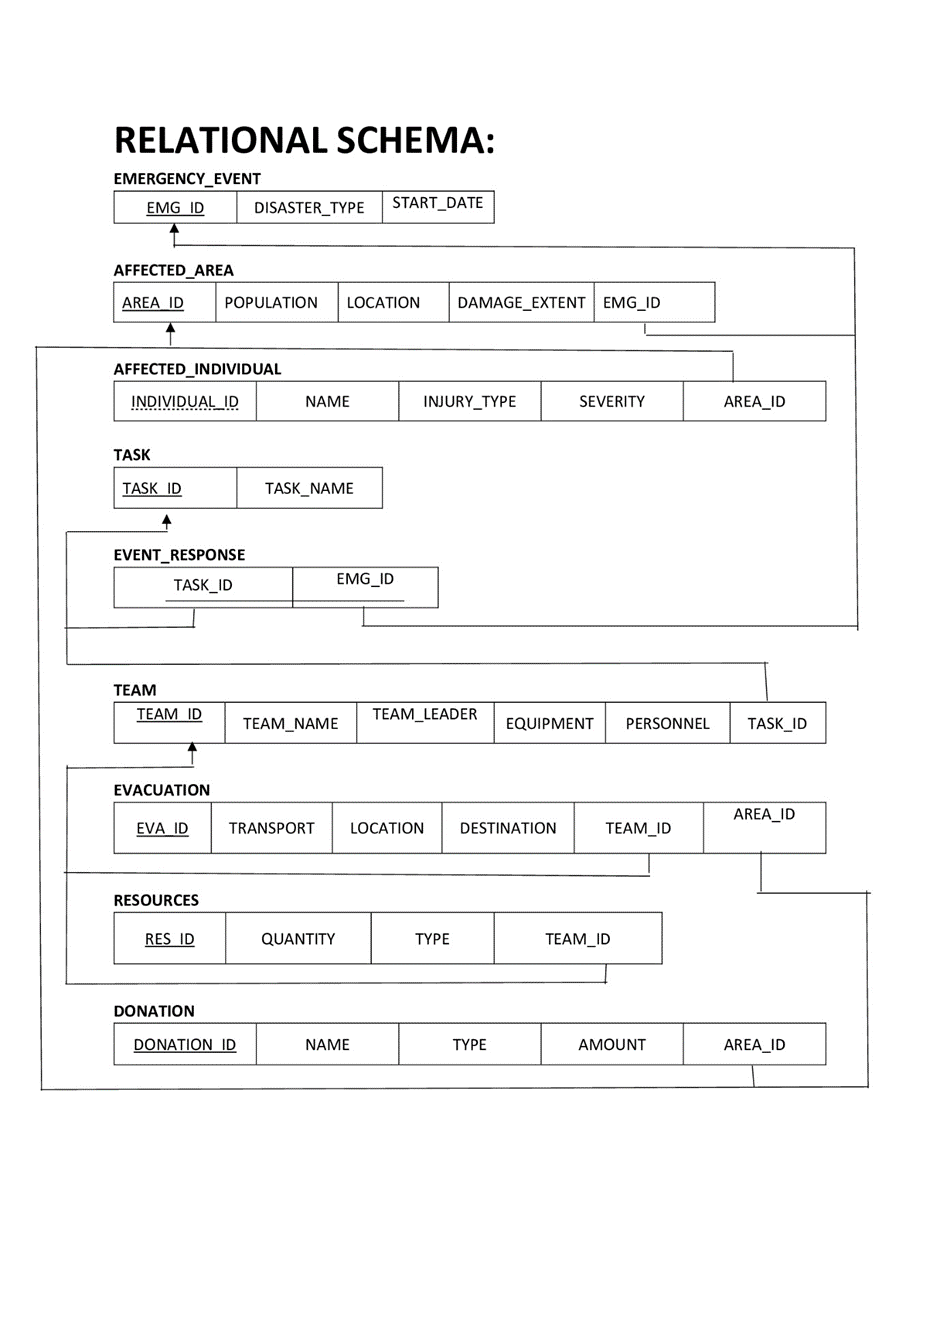 RELATIONAL SCHEMA:
EMERGENCY_EVENT
EMG_ID DISASTER_TYPE START_DATE
AFFECTED_AREA
AREA_ID POPULATION LOCATION DAMAGE_EXTENT EMG_ID
AFFECTED_INDIVIDUAL
INDIVIDUAL_ID NAME INJURY_TYPE SEVERITY AREA_ID
TASK
TASK_ID TASK_NAME
EVENT_RESPONSE
TASK_ID EMG_ID
TEAM
TEAM_ID TEAM_NAME TEAM_LEADER EQUIPMENT PERSONNEL TASK_ID
EVACUATION
EVA_ID TRANSPORT LOCATION DESTINATION TEAM_ID AREA_ID
RESOURCES
RES_ID QUANTITY TYPE TEAM_ID
DONATION
DONATION_ID NAME TYPE AMOUNT AREA_ID